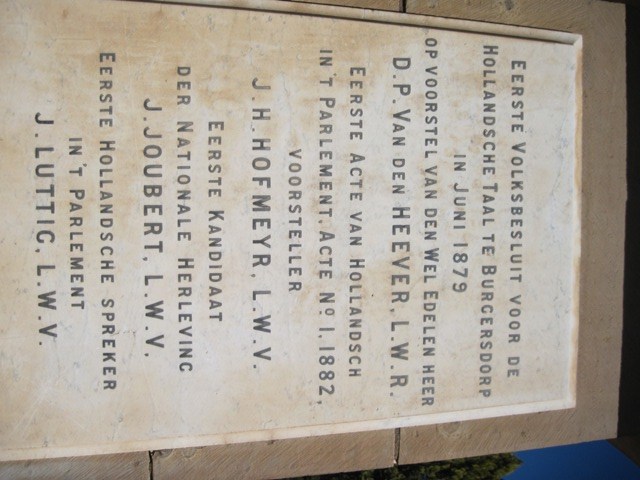 EERSTE VOLKSBESLUIT VOOR DE
HOLLANDSCHE TAAL TE BURGERSDORP
IN JUNI 1879
OP VOORSTEL VAN DEN WEL EDELEN HEER
D.P. VAN DEN HEEVER, L.W.R.
EERSTE ACTE VAN HOLLANDSCH
IN'T PARLEMENT, ACTE NO 1, 1882,
VOORSTELLER
J.H. HOFMEYR, L.W.V.
EERSTE KANDIDAAT
DER NATIONALE HERLEVING
J. JOUBERT, L.W.V.
EERSTE HOLLANDSCHE SPREKER
IN'T PARLEMENT
J. LUTTIG, L.W.V.